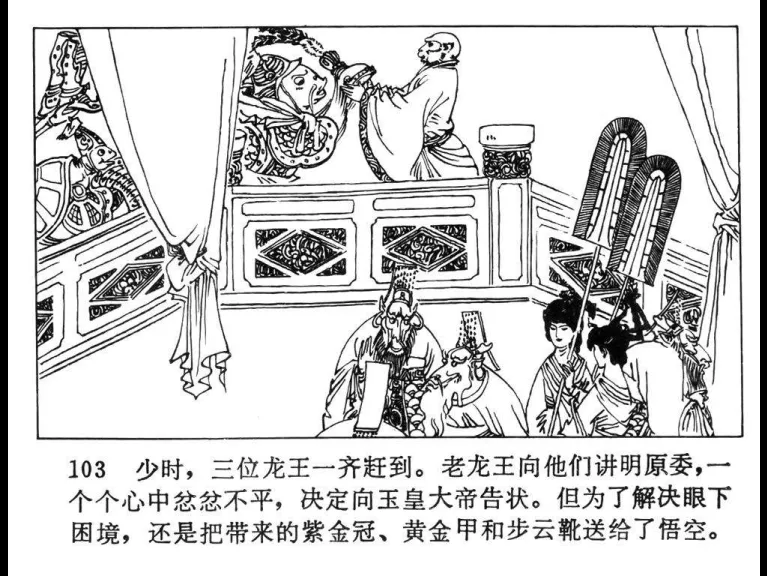 103 少时，三位龙王一齐赶到。老龙王向他们讲明原委，一
个个心中忿忿不平，决定向玉皇大帝告状。但为了解决眼下
困境，还是把带来的紫金冠、黄金甲和步云靴送给了悟空。